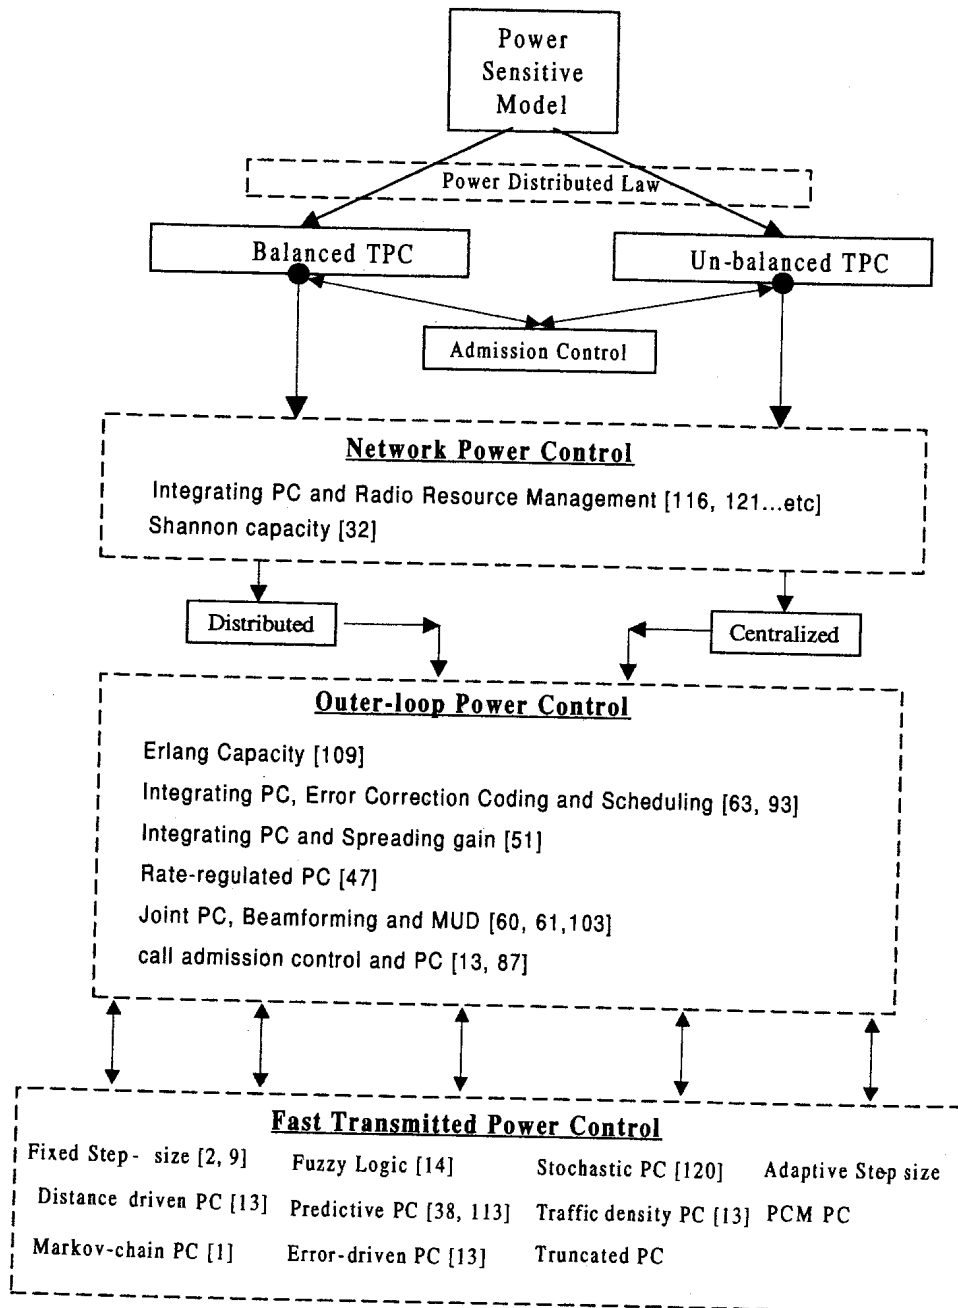 Power
Sensitive
Model
Power Distributed Law
Balanced TPC
Un-balanced TPC
Admission Control
Network Power Control
Integrating PC and Radio Resource Management [116, 121...etc]
Shannon capacity [32]
Distributed
Centralized
Outer-loop Power Control
Erlang Capacity [109]
Integrating PC, Error Correction Coding and Scheduling [63, 93]
Integrating PC and Spreading gain [51]
Rate-regulated PC [47]
Joint PC, Beamforming and MUD [60, 61,103]
call admission control and PC [13, 87]
Fast Transmitted Power Control
Fixed Step- size [2, 9] Fuzzy Logic [14] Stochastic PC [120] Adaptive Step size
Distance driven PC [13] Predictive PC [38, 113] Traffic density PC [13] PCM PC
Markov-chain PC [1] Error-driven PC [13] Truncated PC